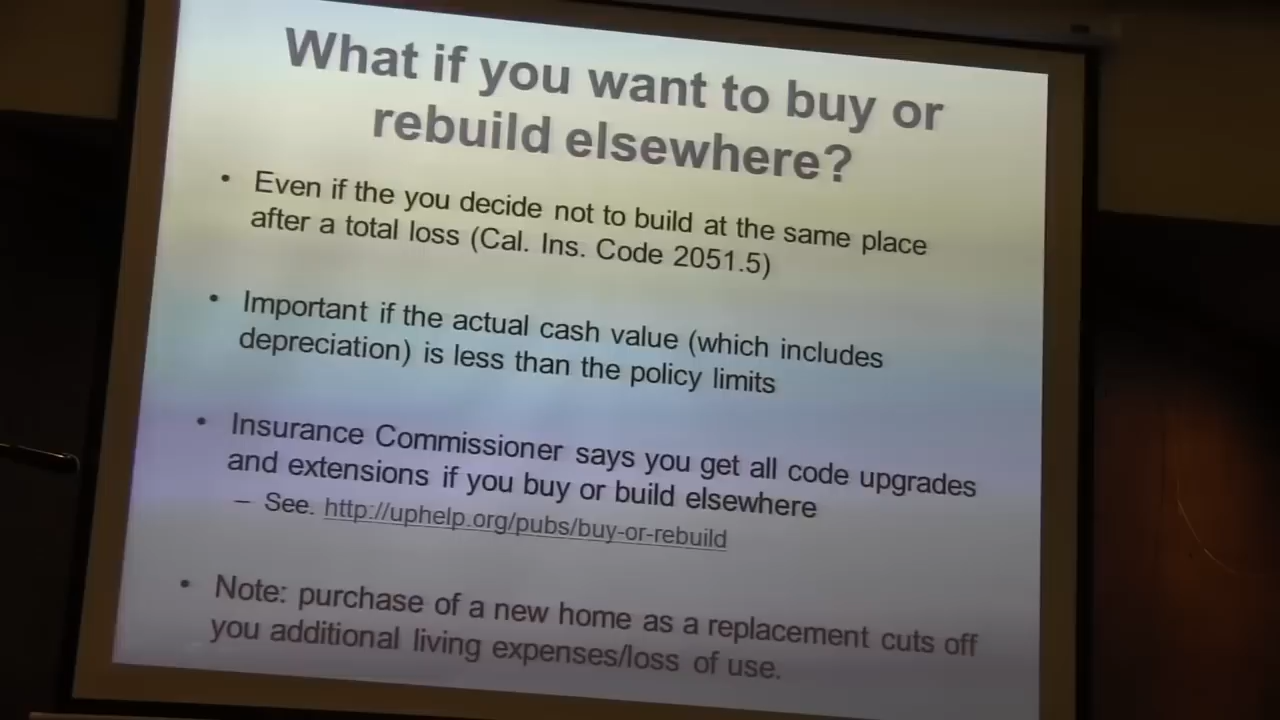 What if you want to buy or
rebuild elsewhere?
• Even if the you decide not to build at the same place
after a total loss (Cal. Ins. Code 2051.5)
• Important if the actual cash value (which includes
depreciation) is less than the policy limits
• Insurance Commissioner says you get all code upgrades
and extensions if you buy or build elsewhere
– See. http://uphelp.org/pubs/buy-or-rebuild
• Note: purchase of a new home as a replacement cuts off
you additional living expenses/loss of use.